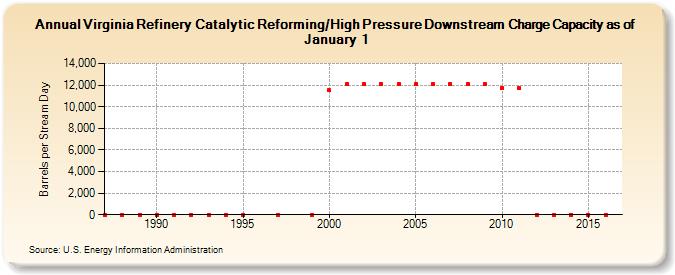 Annual Virginia Refinery Catalytic Reforming/High Pressure Downstream Charge Capacity as of
January 1
Barrels per Stream Day
14,000
12,000
10,000
8,000
6,000
4,000
2,000
0
1990 1995 2000 2005 2010 2015
Source: U.S. Energy Information Administration